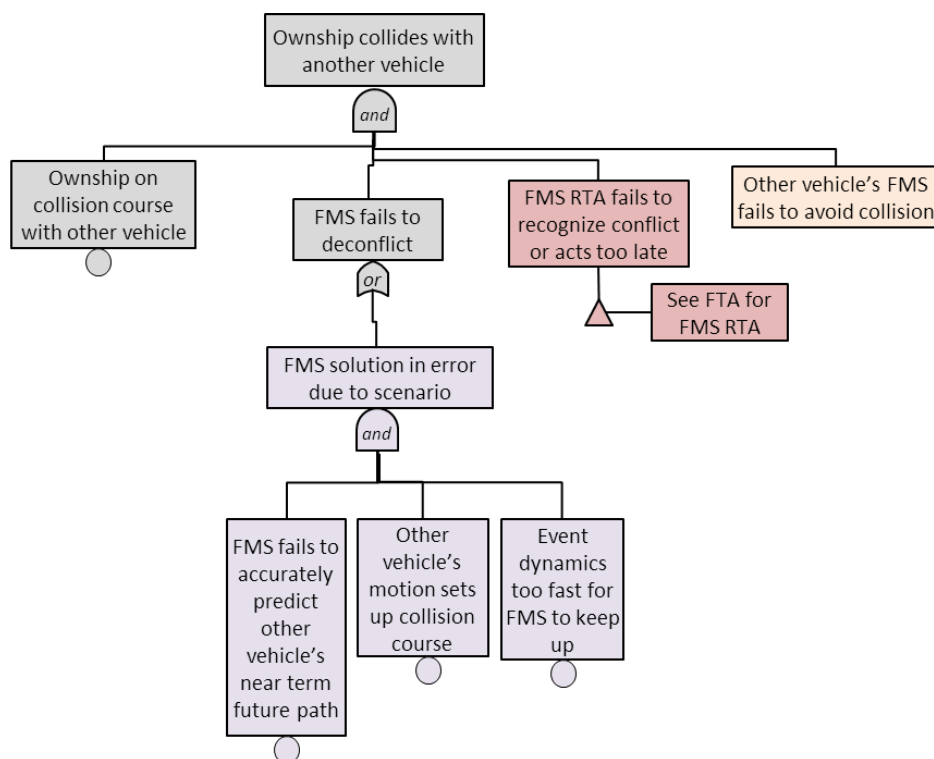 Ownship collides with
another vehicle
and
Ownship on
collision course
with other vehicle
FMS fails to
deconflict
FMS RTA fails to
recognize conflict
or acts too late
Other vehicle's FMS
fails to avoid collision
or
See FTA for
FMS RTA
FMS solution in error
due to scenario
and
FMS fails to
accurately
predict
other
vehicle's
near term
future path
Other
vehicle's
motion sets
up collision
course
Event
dynamics
too fast for
FMS to keep
up